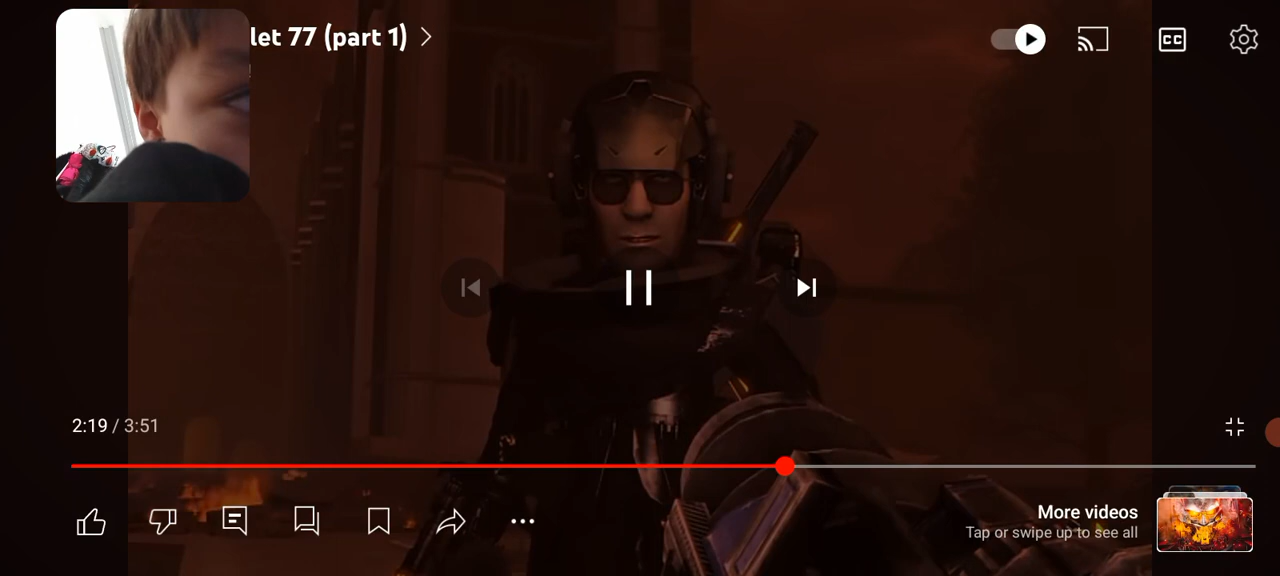 let 77 (part 1)
CC
2:19 / 3:51
More videos
Tap or swipe up to see all